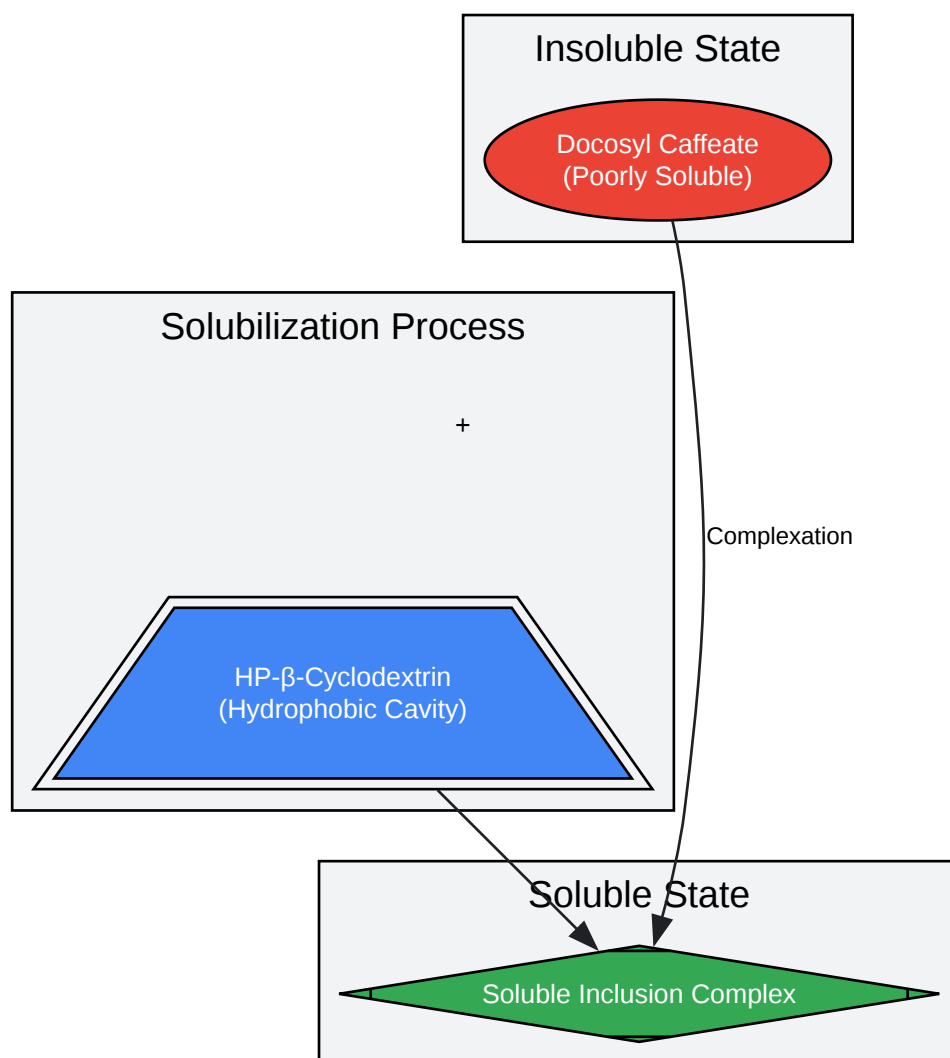 Insoluble State
Docosyl Caffeate
(Poorly Soluble)
Solubilization Process
+
Complexation
HP-β-Cyclodextrin
(Hydrophobic Cavity)
Soluble State
Soluble Inclusion Complex